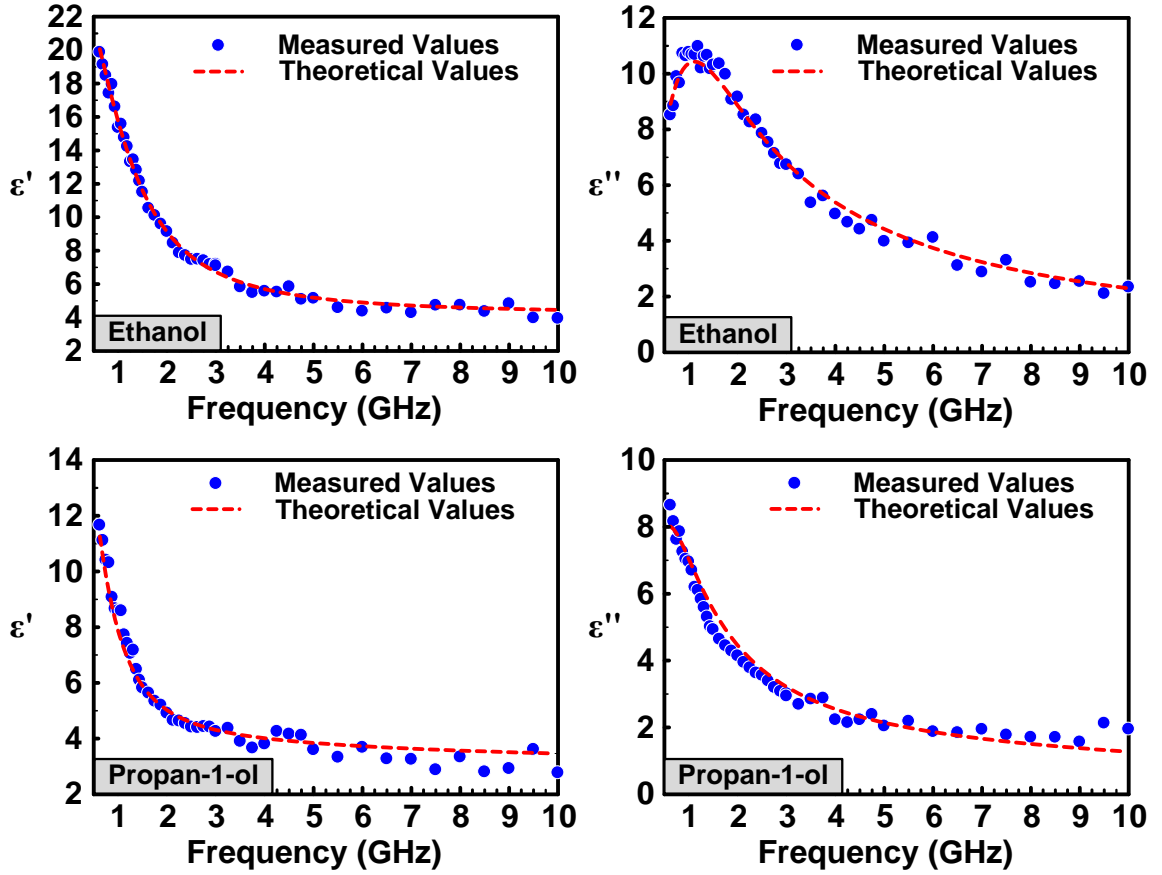 22
20
18
16
14
12
10
8
6
4
2
ε'
Measured Values
Theoretical Values
Ethanol
1 2 3 4 5 6 7 8 9 10
Frequency (GHz)
12
10
8
6
4
2
0
ε''
Measured Values
Theoretical Values
Ethanol
1 2 3 4 5 6 7 8 9 10
Frequency (GHz)
14
12
10
8
6
4
2
ε'
Measured Values
Theoretical Values
Propan-1-ol
1 2 3 4 5 6 7 8 9 10
Frequency (GHz)
10
8
6
4
2
0
ε''
Measured Values
Theoretical Values
Propan-1-ol
1 2 3 4 5 6 7 8 9 10
Frequency (GHz)